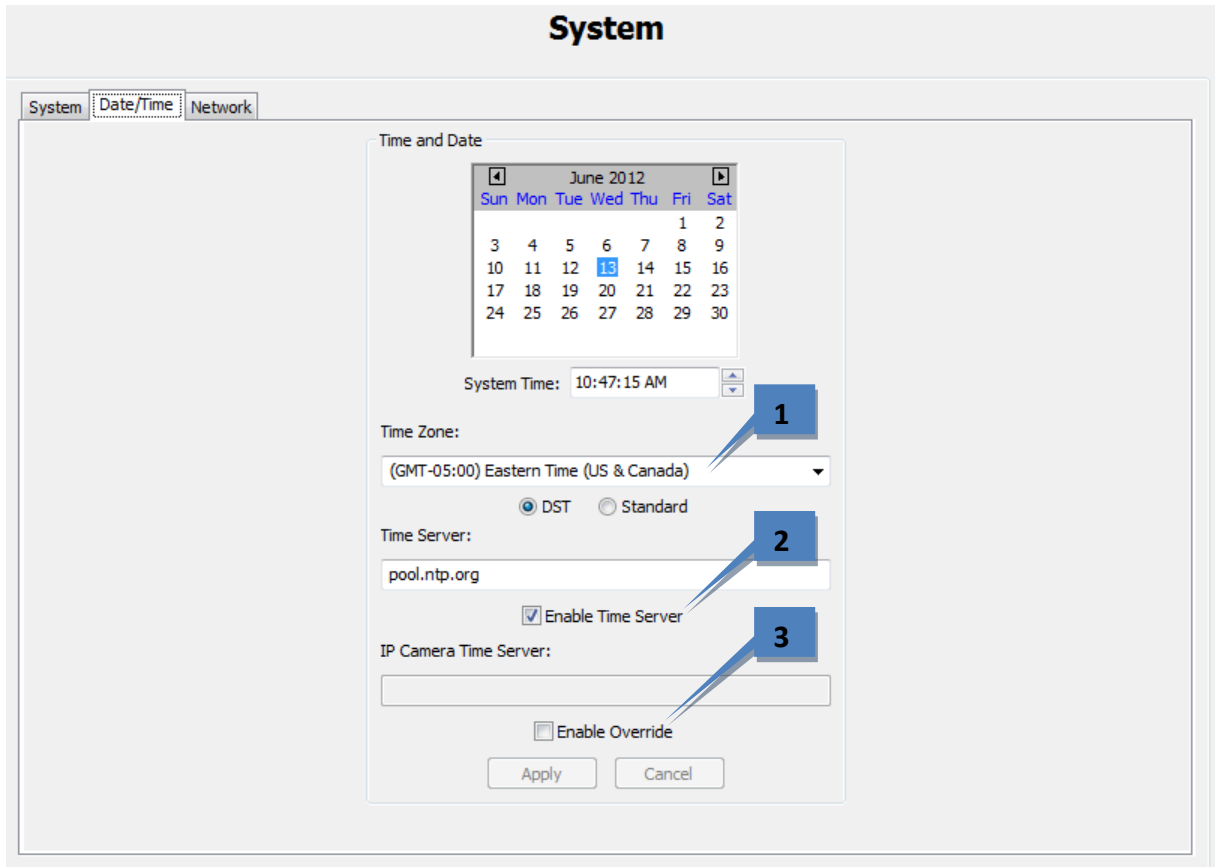 System
System Date/Time Network
Time and Date
June 2012
Sun Mon Tue Wed Thu Fri Sat
1 2
3 4 5 6 7 8 9
10 11 12 13 14 15 16
17 18 19 20 21 22 23
24 25 26 27 28 29 30
System Time: 10:47:15 AM
1
Time Zone:
(GMT-05:00) Eastern Time (US & Canada)
DST Standard
Time Server:
2
pool.ntp.org
Enable Time Server
3
IP Camera Time Server:
Enable Override
Apply Cancel